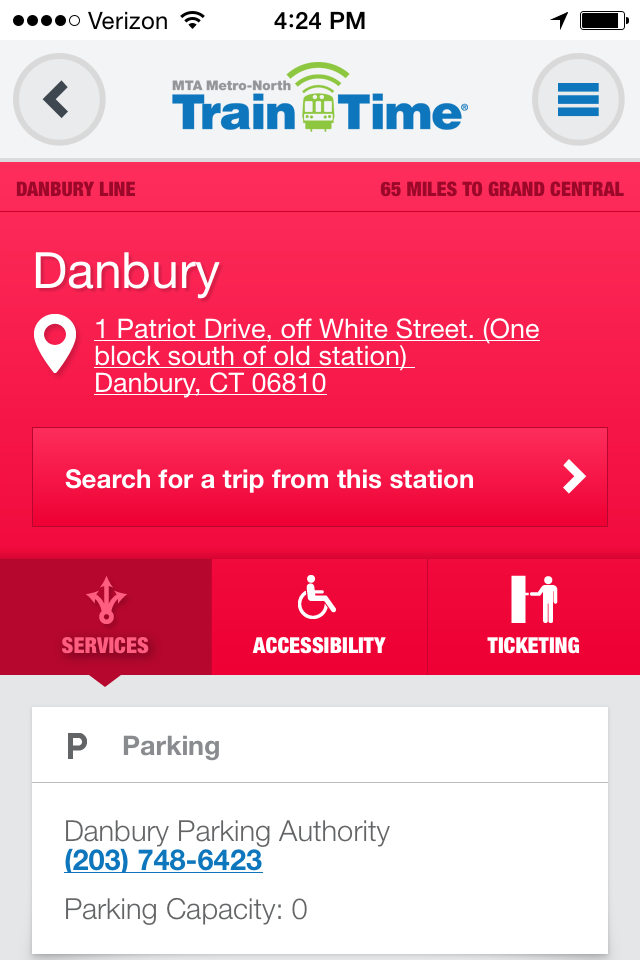 Verizon 4:24 PM
MTA Metro-North
Train Time®
DANBURY LINE 65 MILES TO GRAND CENTRAL
Danbury
1 Patriot Drive, off White Street. (One
block south of old station)
Danbury, CT 06810
Search for a trip from this station
SERVICES ACCESSIBILITY TICKETING
P Parking
Danbury Parking Authority
(203) 748-6423
Parking Capacity: 0